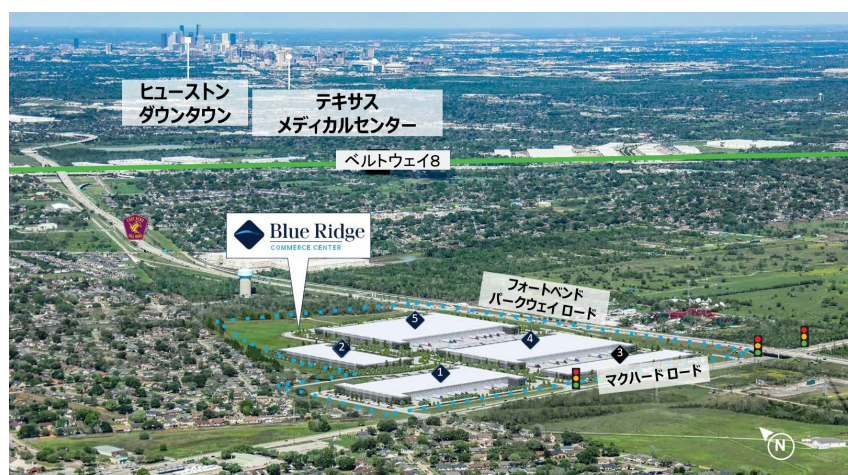 ヒューストン
ダウンタウン
テキサス
メディカルセンター
ベルトウェイ8
Blue Ridge
COMMERCE CENTER
フォートベンド
パークウェイ ロード
5
4
3
2
1
マクハード ロード
N